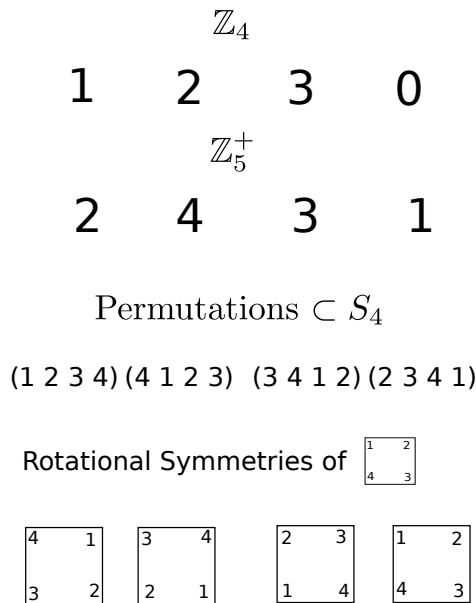 ℤ₄
1 2 3 0
ℤ₅⁺
2 4 3 1
Permutations ⊂ S₄
(1 2 3 4) (4 1 2 3) (3 4 1 2) (2 3 4 1)
1 2
Rotational Symmetries of
4 3
4 1 3 4 2 3 1 2
3 2 2 1 1 4 4 3